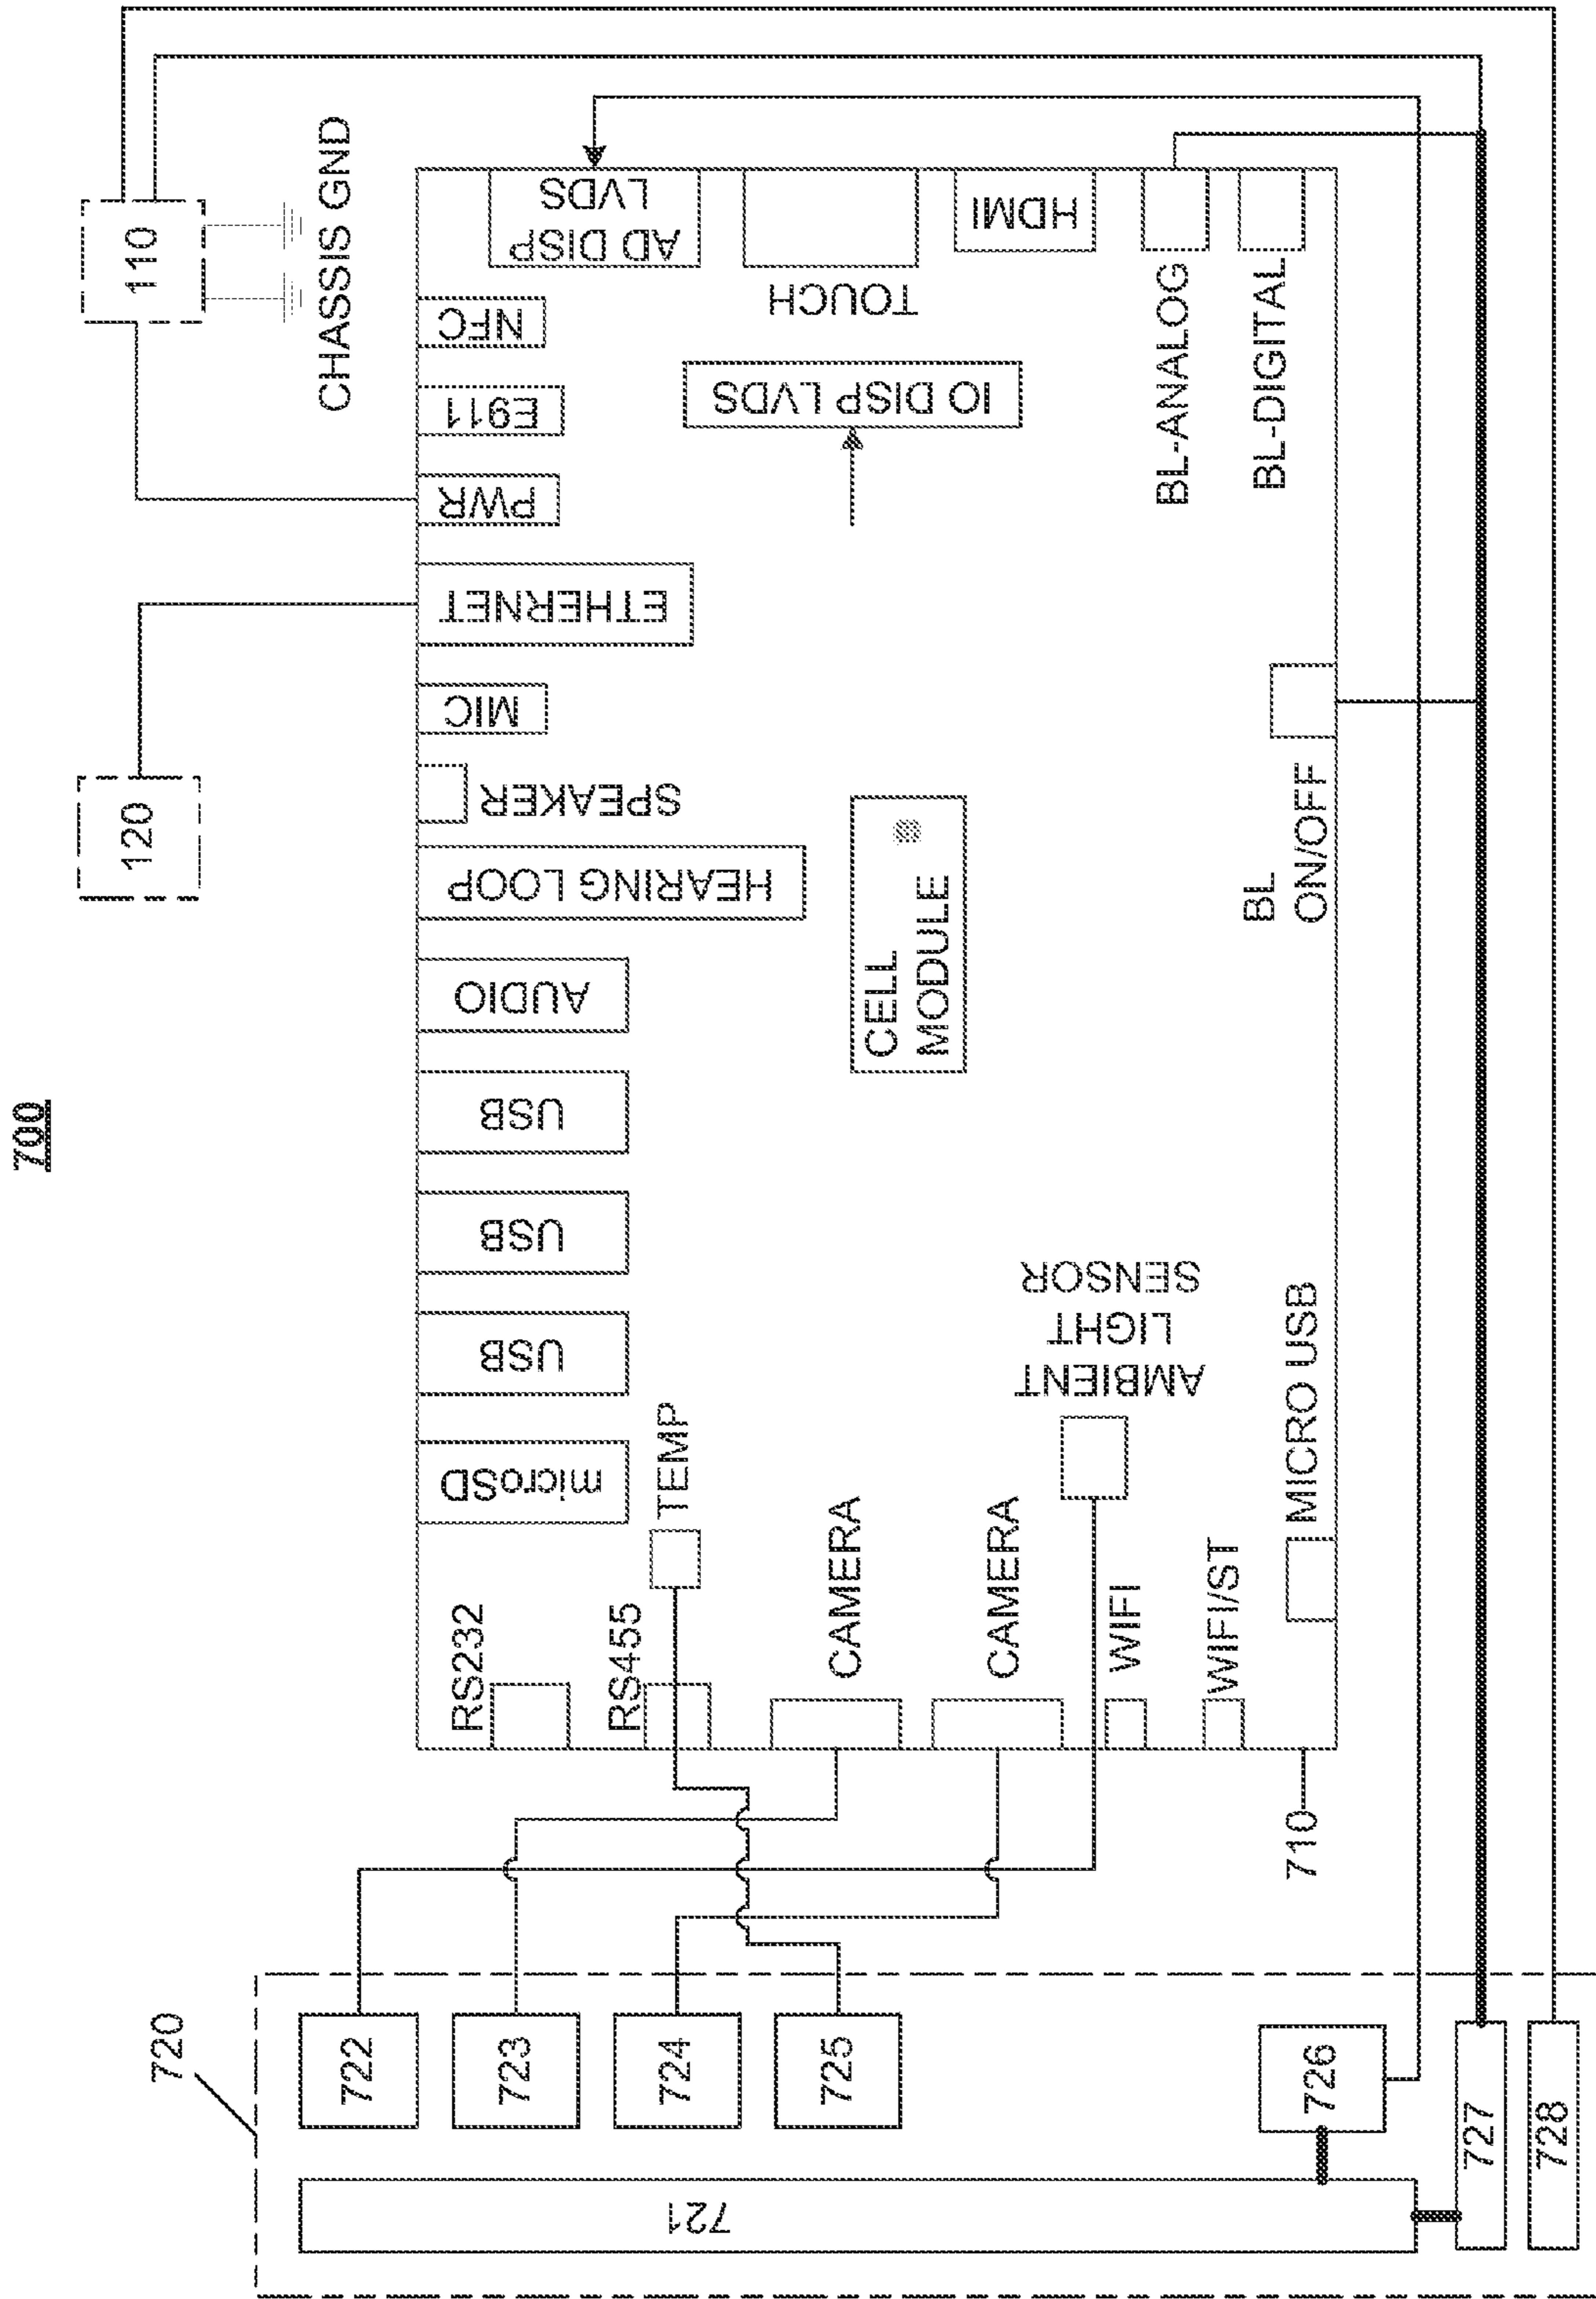 700
110
CHASSIS GND
120
PWR
E911
NFC
AD DISP
LVDS
TOUCH
HDMI
BL-ANALOG
BL-DIGITAL
IO DISP LVDS
ETHERNET
MIC
SPEAKER
HEARING LOOP
AUDIO
USB
USB
USB
microSD
CELL
MODULE
BL
ON/OFF
TEMP
RS232
RS455
CAMERA
CAMERA
WIFI
WIFI/ST
AMBIENT
LIGHT
SENSOR
MICRO USB
710
720
722
723
724
725
726
721
727
728